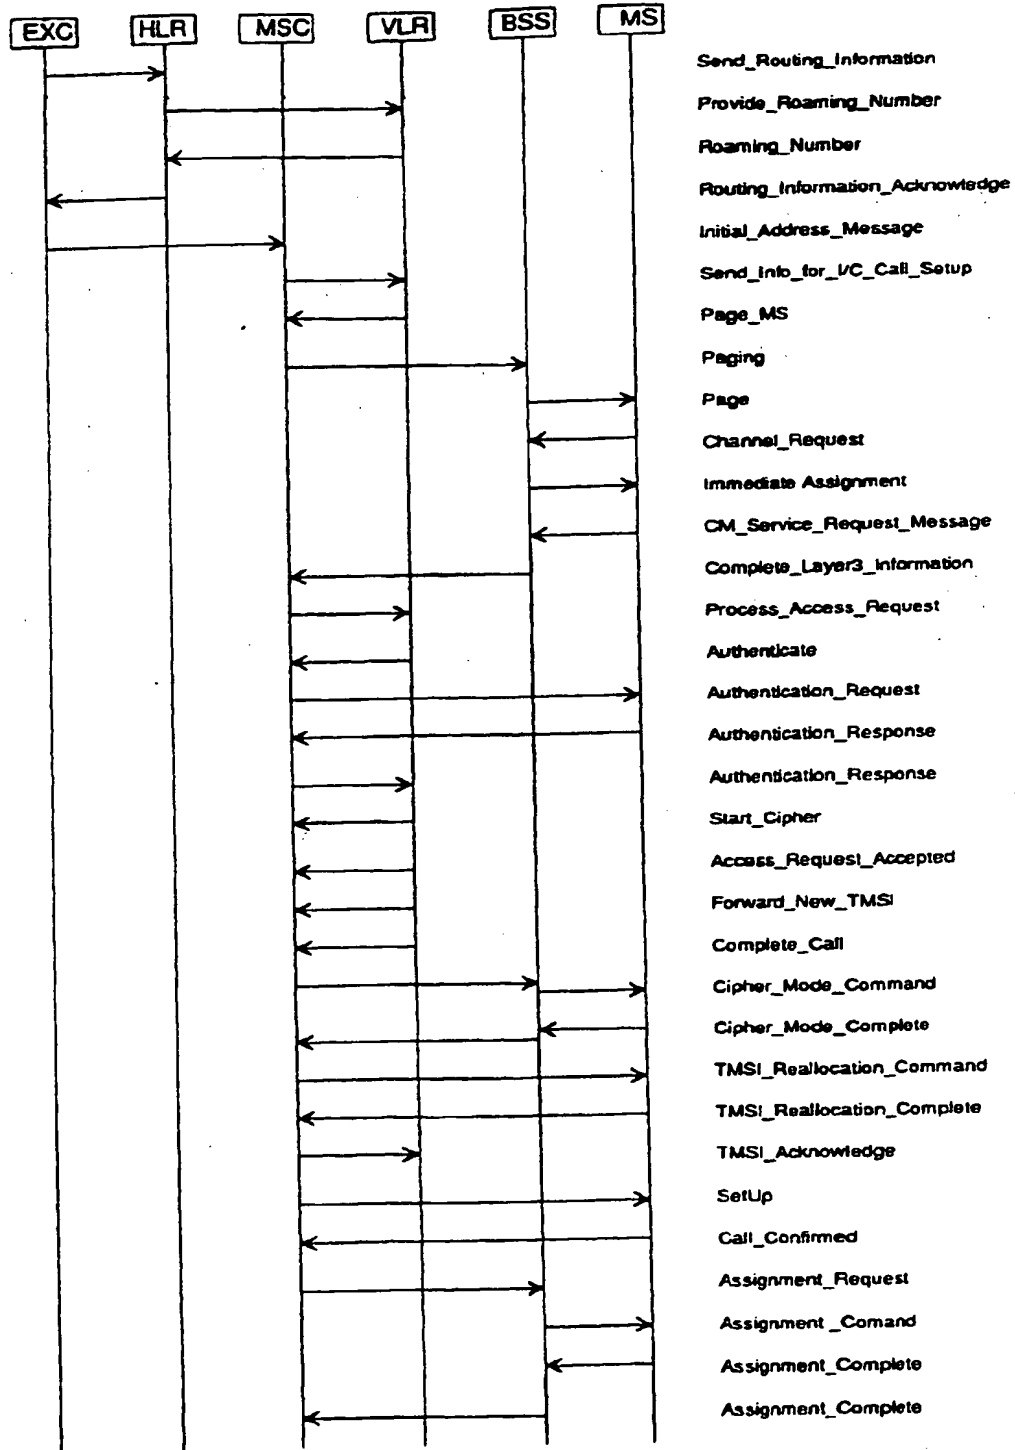 EXC HLR MSC VLR BSS MS
Send_Routing_Information
Provide_Roaming_Number
Roaming_Number
Routing_Information_Acknowledge
Initial_Address_Message
Send_Info_for_I/C_Call_Setup
Page_MS
Paging
Page
Channel_Request
Immediate Assignment
CM_Service_Request_Message
Complete_Layer3_Information
Process_Access_Request
Authenticate
Authentication_Request
Authentication_Response
Authentication_Response
Start_Cipher
Access_Request_Accepted
Forward_New_TMSI
Complete_Call
Cipher_Mode_Command
Cipher_Mode_Complete
TMSI_Reallocation_Command
TMSI_Reallocation_Complete
TMSI_Acknowledge
SetUp
Call_Confirmed
Assignment_Request
Assignment _Comand
Assignment_Complete
Assignment_Complete